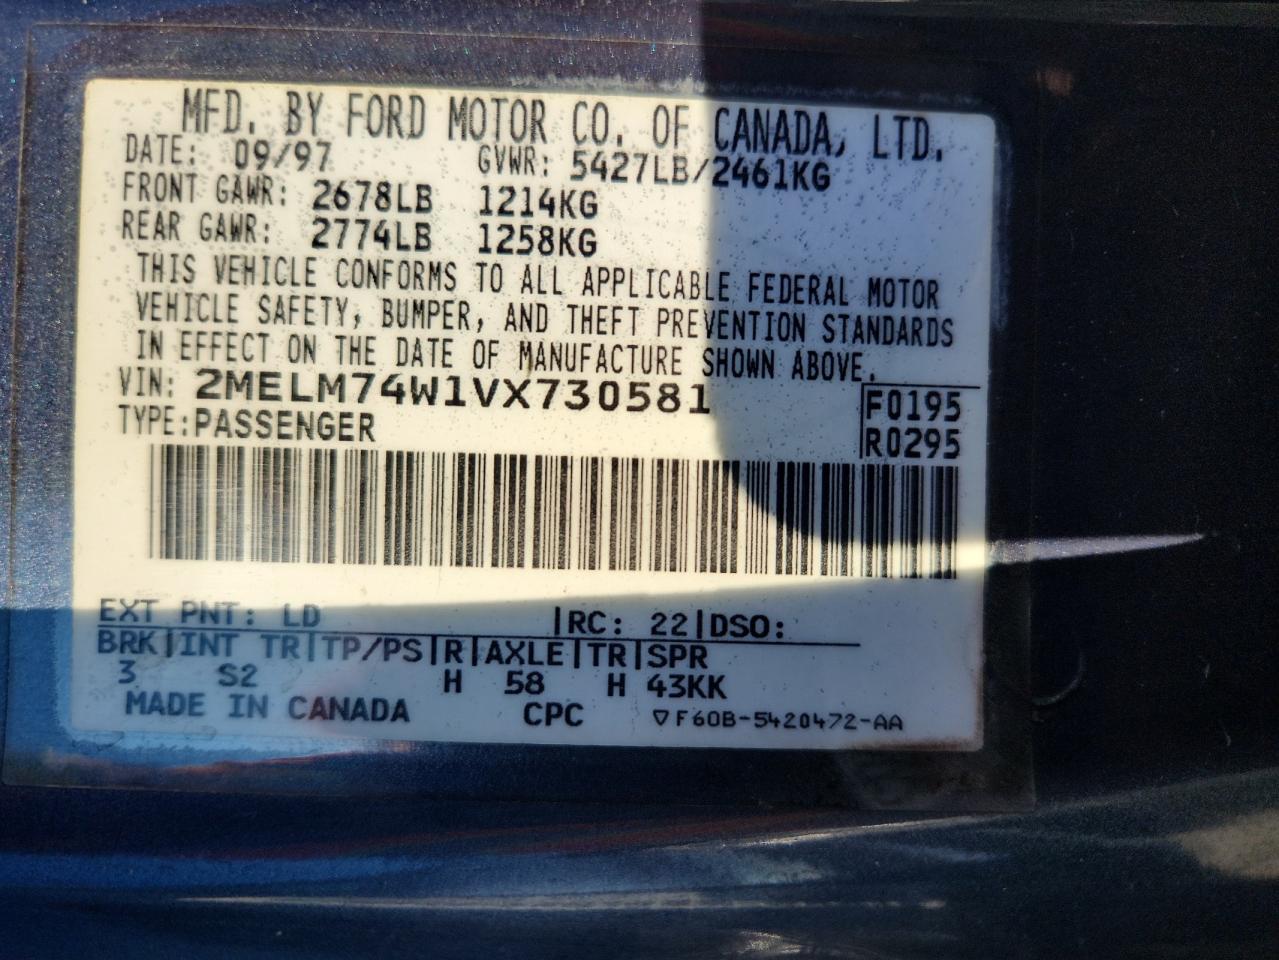 MFD. BY FORD MOTOR CO. OF CANADA, LTD.
DATE: 09/97 GVWR: 5427LB/2461KG
FRONT GAWR: 2678LB 1214KG
REAR GAWR: 2774LB 1258KG
THIS VEHICLE CONFORMS TO ALL APPLICABLE FEDERAL MOTOR
VEHICLE SAFETY, BUMPER, AND THEFT PREVENTION STANDARDS
IN EFFECT ON THE DATE OF MANUFACTURE SHOWN ABOVE.
VIN: 2MELM74W1VX730581
F0195
TYPE:PASSENGER
R0295
EXT PNT: LD |RC: 22|DSO:
BRK|INT TR|TP/PS|R|AXLE|TR|SPR
3 S2 H 58 H 43KK
MADE IN CANADA CPC ▽F60B-5420472-AA